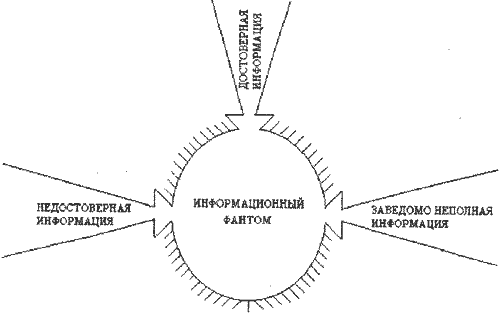 ДОСТОВЕРНАЯ
ИНФОРМАЦИЯ
НЕДОСТОВЕРНАЯ
ИНФОРМАЦИЯ
ИНФОРМАЦИОННЫЙ
ФАНТОМ
ЗАВЕДОМО НЕПОЛНАЯ
ИНФОРМАЦИЯ